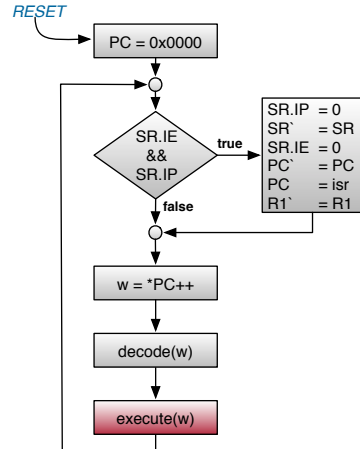 RESET
PC = 0x0000
SR.IE
&&
SR.IP
true
false
SR.IP = 0
SR` = SR
SR.IE = 0
PC` = PC
PC = isr
R1` = R1
w = *PC++
decode(w)
execute(w)